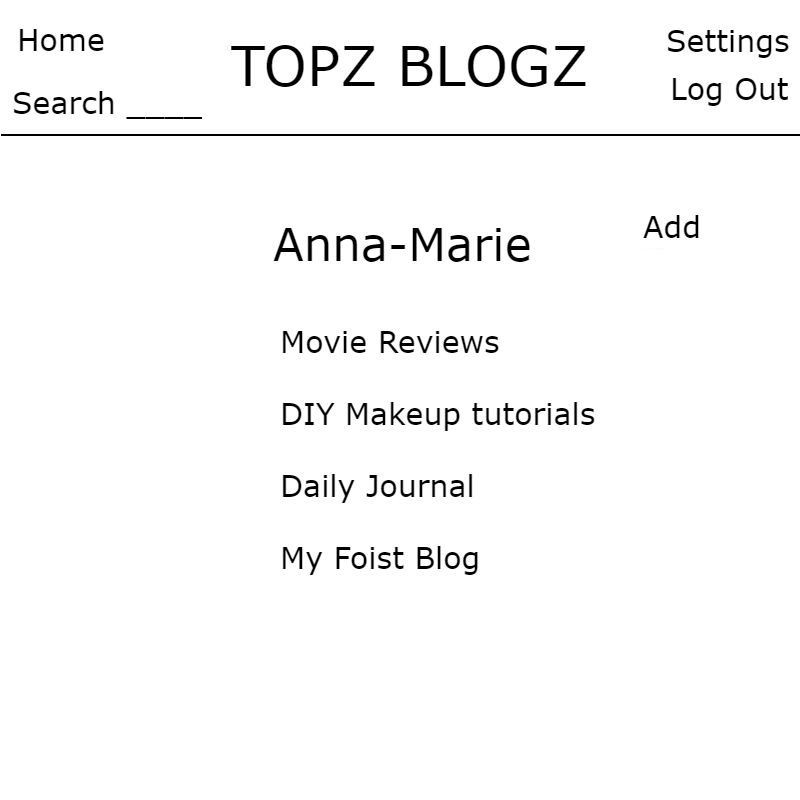 Home
TOPZ BLOGZ
Settings
Search ____
Log Out
Anna-Marie
Add
Movie Reviews
DIY Makeup tutorials
Daily Journal
My Foist Blog